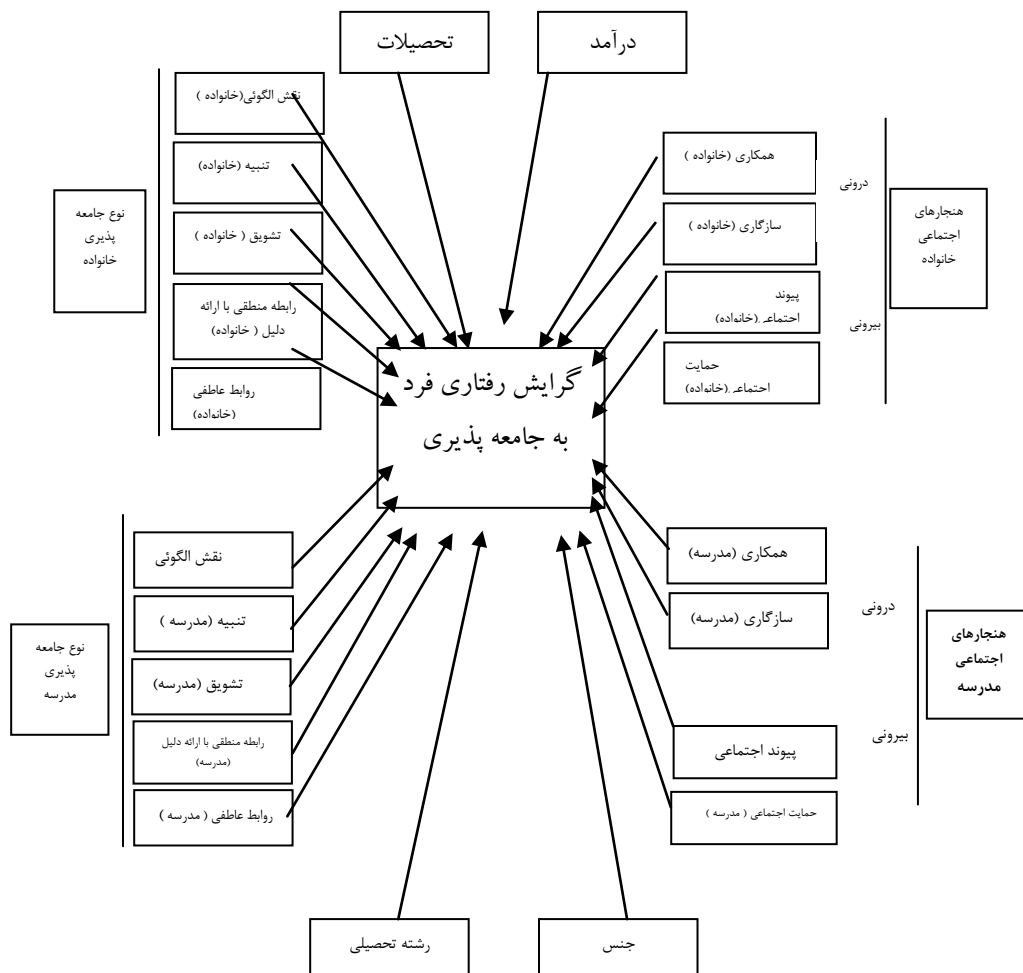 درآمد
تحصیلات
هنجارهای
اجتماعی
خانواده
درونی
بیرونی
همکاری (خانواده )
سازگاری (خانواده )
پیوند
اجتماعی(خانواده)
حمایت
اجتماعی(خانواده)
نقش الگوئی(خانواده )
تنبیه (خانواده)
تشویق ( خانواده )
رابطه منطقی با ارائه
دلیل ( خانواده)
روابط عاطفی
(خانواده)
نوع جامعه
پذیری
خانواده
گرایش رفتاری فرد
به جامعه پذیری
هنجارهای
اجتماعی
مدرسه
درونی
بیرونی
همکاری (مدرسه)
سازگاری (مدرسه)
پیوند اجتماعی
حمایت اجتماعی ( مدرسه )
نقش الگوئی
تنبیه (مدرسه )
تشویق (مدرسه)
رابطه منطقی با ارائه دلیل
(مدرسه)
روابط عاطفی ( مدرسه )
نوع جامعه
پذیری
مدرسه
جنس
رشته تحصیلی